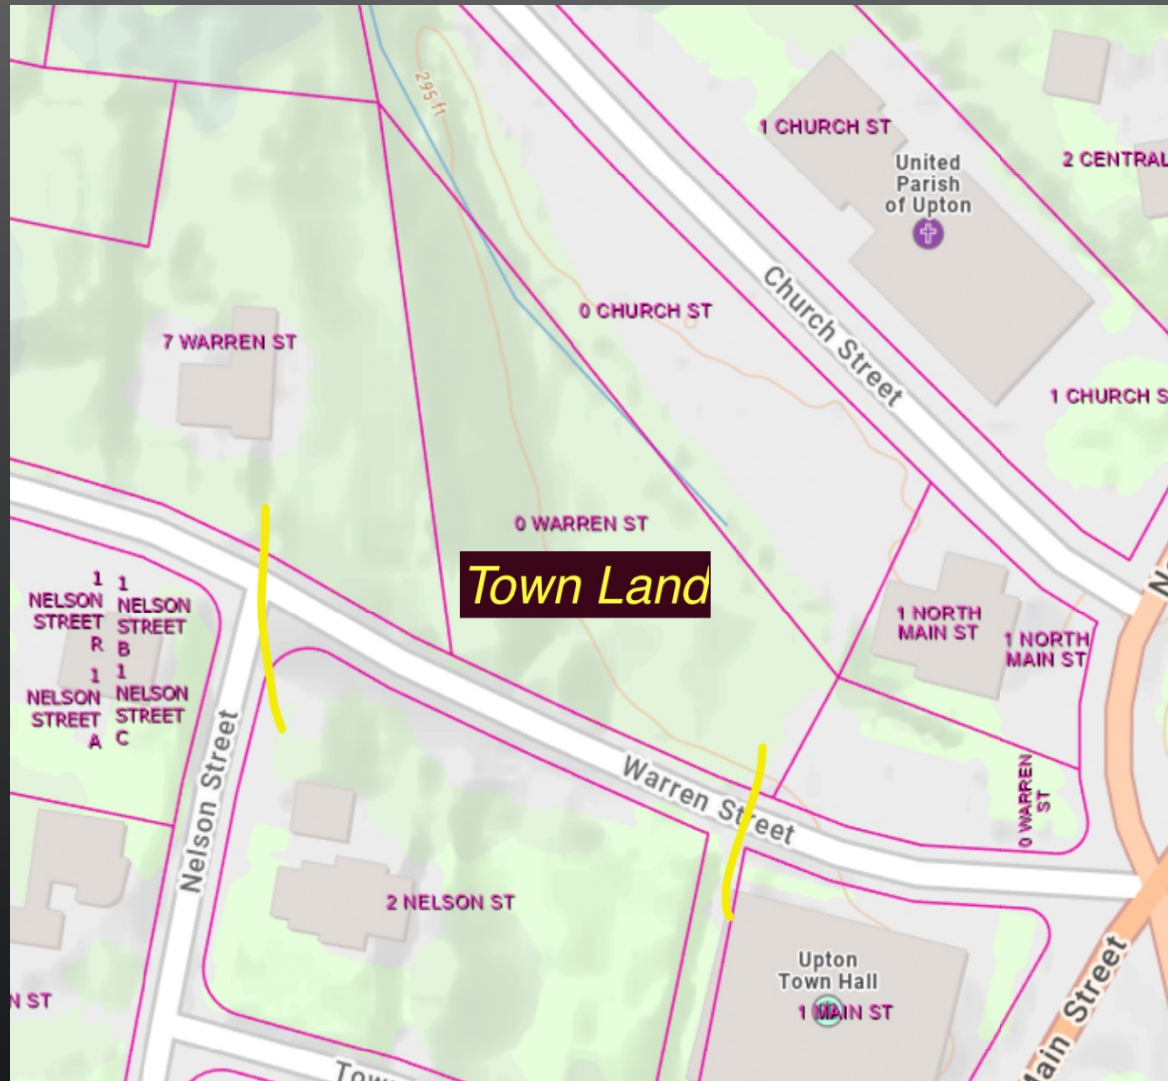 295 ft
1 CHURCH ST
2 CENTRAL
United
Parish
of Upton
Church Street
0 CHURCH ST
7 WARREN ST
1 CHURCH S
0 WARREN ST
Town Land
1
NELSON
STREET
R
1
NELSON
STREET
B
1
NELSON
STREET
A
1
NELSON
STREET
C
1 NORTH
MAIN ST
1 NORTH
MAIN ST
0 WARREN
ST
Nelson Street
Warren Street
2 NELSON ST
Upton
Town Hall
1 MAIN ST
N ST
Main Street
Tow